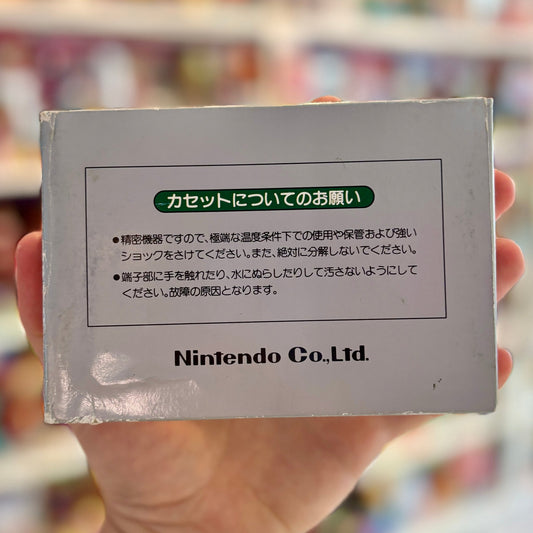 カセットについてのお願い
●精密機器ですので、極端な温度条件下での使用や保管および強い
ショックをさけてください。また、絶対に分解しないでください。
●端子部に手を触れたり、水にぬらしたりして汚さないようにして
ください。故障の原因となります。
Nintendo Co.,Ltd.